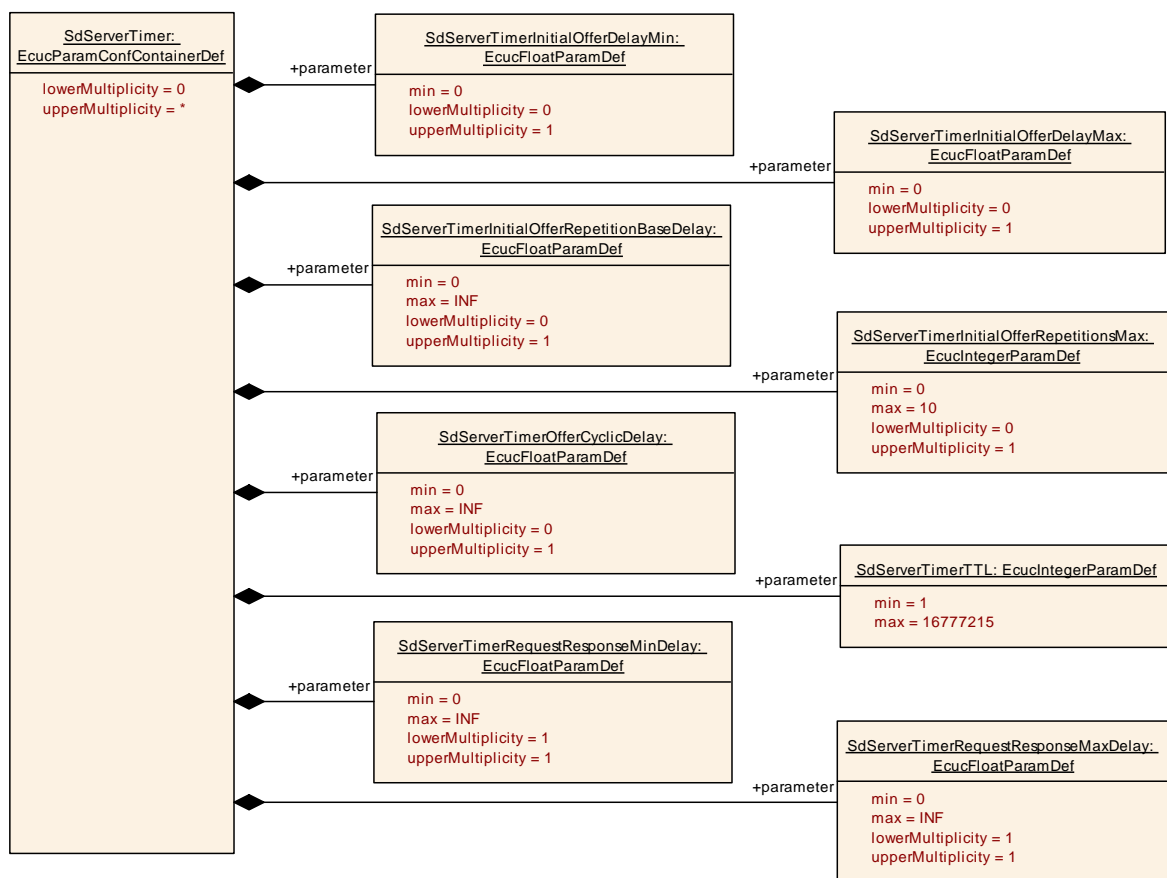 SdServerTimer:
EcucParamConfContainerDef
lowerMultiplicity = 0
upperMultiplicity = *
+parameter
SdServerTimerInitialOfferDelayMin:
EcucFloatParamDef
min = 0
lowerMultiplicity = 0
upperMultiplicity = 1
+parameter
SdServerTimerInitialOfferDelayMax:
EcucFloatParamDef
min = 0
lowerMultiplicity = 0
upperMultiplicity = 1
+parameter
SdServerTimerInitialOfferRepetitionBaseDelay:
EcucFloatParamDef
min = 0
max = INF
lowerMultiplicity = 0
upperMultiplicity = 1
+parameter
SdServerTimerInitialOfferRepetitionsMax:
EcucIntegerParamDef
min = 0
max = 10
lowerMultiplicity = 0
upperMultiplicity = 1
+parameter
SdServerTimerOfferCyclicDelay:
EcucFloatParamDef
min = 0
max = INF
lowerMultiplicity = 0
upperMultiplicity = 1
+parameter
SdServerTimerTTL: EcucIntegerParamDef
min = 1
max = 16777215
+parameter
SdServerTimerRequestResponseMinDelay:
EcucFloatParamDef
min = 0
max = INF
lowerMultiplicity = 1
upperMultiplicity = 1
+parameter
SdServerTimerRequestResponseMaxDelay:
EcucFloatParamDef
min = 0
max = INF
lowerMultiplicity = 1
upperMultiplicity = 1